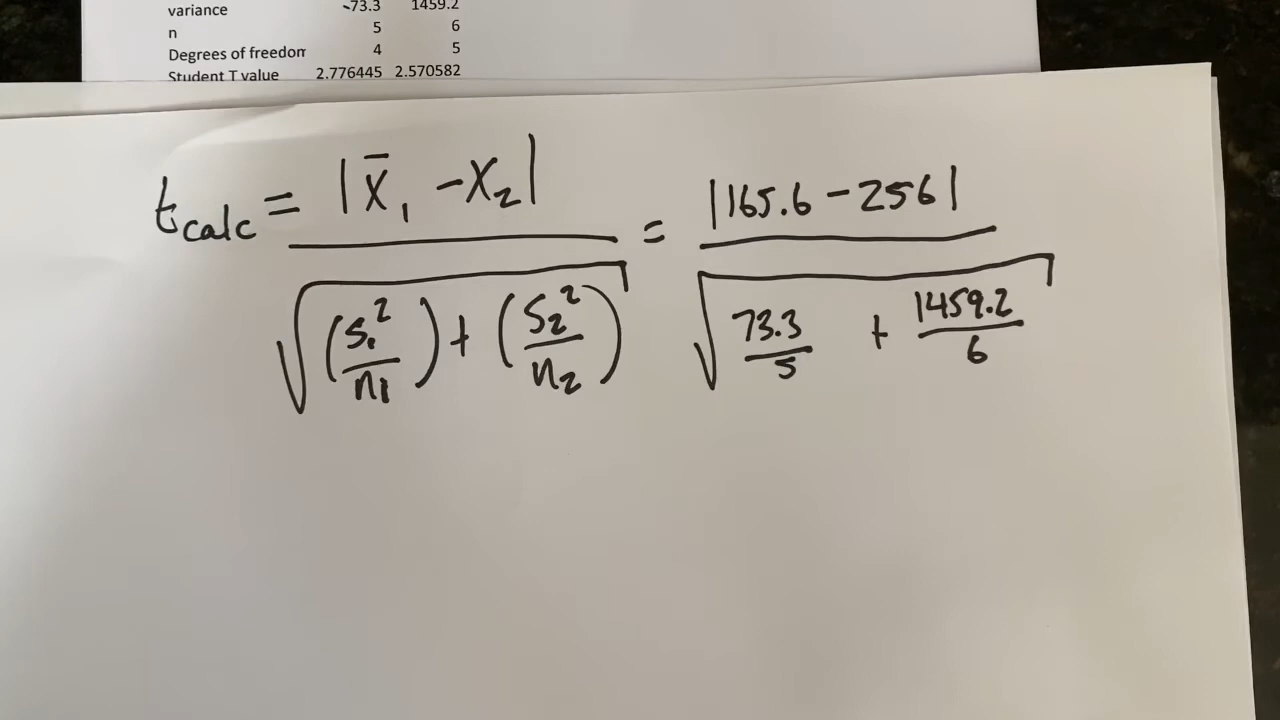 variance -73.3 1459.2
n 5 6
Degrees of freedom 4 5
Student T value 2.776445 2.570582
t_calc = |x̄₁ - x₂| / √((s₁²/n₁) + (s₂²/n₂)) = |165.6 - 256| / √(73.3/5 + 1459.2/6)